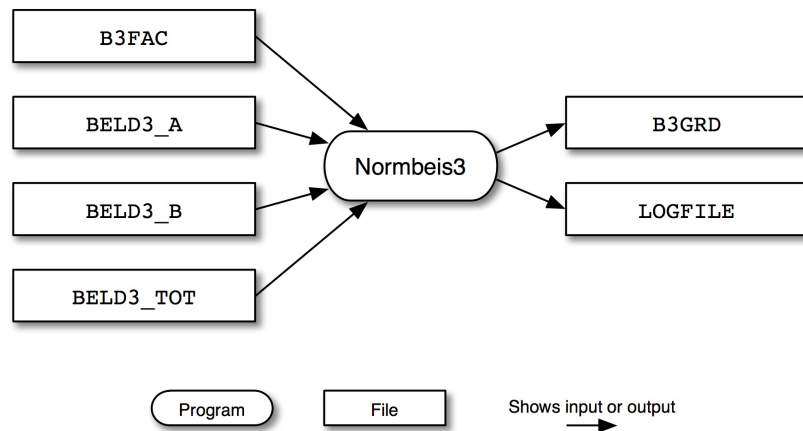 B3FAC
BELD3_A
BELD3_B
BELD3_TOT
Normbeis3
B3GRD
LOGFILE
Program
File
Shows input or output